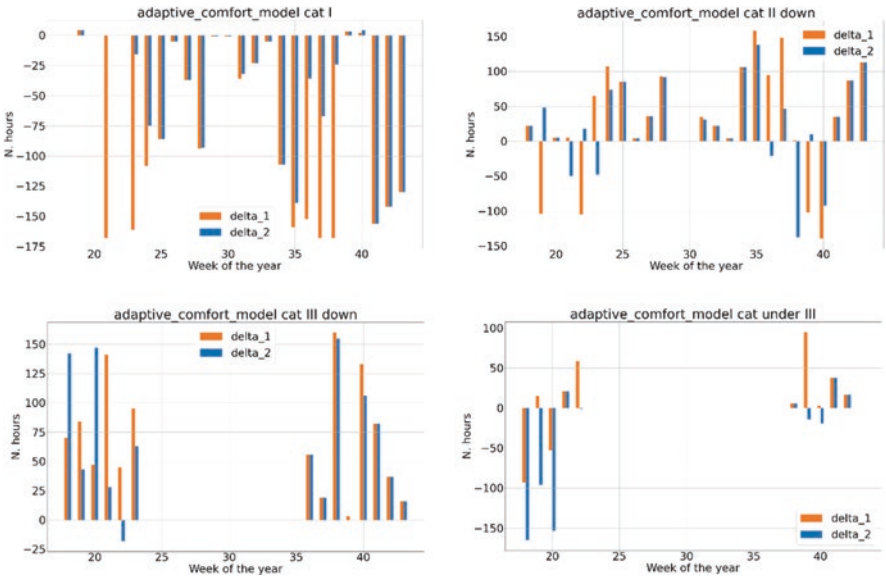 adaptive_comfort_model cat I
0
−25
−50
−75
−100
−125
−150
−175
N. hours
delta_1
delta_2
20 25 30 35 40
Week of the year
adaptive_comfort_model cat II down
150
100
50
0
−50
−100
−150
N. hours
delta_1
delta_2
20 25 30 35 40
Week of the year
adaptive_comfort_model cat III down
150
125
100
75
50
25
0
−25
N. hours
delta_1
delta_2
20 25 30 35 40
Week of the year
adaptive_comfort_model cat under III
100
50
0
−50
−100
−150
N. hours
delta_1
delta_2
20 25 30 35 40
Week of the year